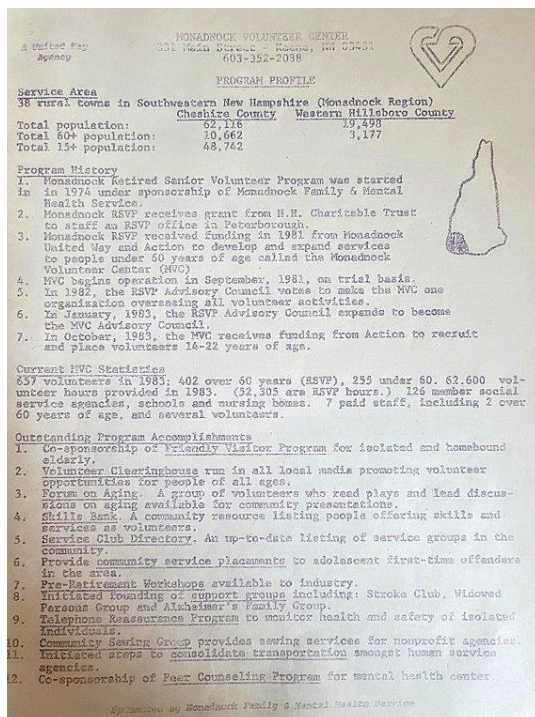 MONADNOCK VOLUNTEER CENTER
A United Way
Agency
331 Main Street - Keene, NH 03431
603-352-2088
PROGRAM PROFILE
Service Area
38 rural towns in Southwestern New Hampshire (Monadnock Region)
Cheshire County Western Hillsboro County
Total population: 62,116 19,498
Total 60+ population: 10,662 3,177
Total 15+ population: 48,742
Program History
1. Monadnock Retired Senior Volunteer Program was started
in in 1974 under sponsorship of Monadnock Family & Mental
Health Service.
2. Monadnock RSVP receives grant from N.H. Charitable Trust
to staff an RSVP office in Peterborough.
3. Monadnock RSVP received funding in 1981 from Monadnock
United Way and Action to develop and expand services
to people under 60 years of age called the Monadnock
Volunteer Center (MVC)
4. MVC begins operation in September, 1981, on trial basis.
5. In 1982, the RSVP Advisory Council votes to make the MVC one
organization overseeing all volunteer activities.
6. In January, 1983, the RSVP Advisory Council expands to become
the MVC Advisory Council.
7. In October, 1983, the MVC receives funding from Action to recruit
and place volunteers 14-22 years of age.
Current MVC Statistics
657 volunteers in 1983; 402 over 60 years (RSVP), 255 under 60. 62.600 vol-
unteer hours provided in 1983. (52,305 are RSVP hours.) 126 member social
service agencies, schools and nursing homes. 7 paid staff, including 2 over
60 years of age, and several volunteers.
Outstanding Program Accomplishments
1. Co-sponsorship of Friendly Visitor Program for isolated and homebound
elderly.
2. Volunteer Clearinghouse run in all local media promoting volunteer
opportunities for people of all ages.
3. Forum on Aging. A group of volunteers who read plays and lead discus-
sions on aging available for community presentations.
4. Skills Bank. A community resource listing people offering skills and
services as volunteers.
5. Service Club Directory. An up-to-date listing of service groups in the
community.
6. Provide community service placements to adolescent first-time offenders
in the area.
7. Pre-Retirement Workshops available to industry.
8. Initiated founding of support groups including: Stroke Club, Widowed
Persons Group and Alzheimer's Family Group.
9. Telephone Reassurance Program to monitor health and safety of isolated
individuals.
10. Community Sewing Group provides sewing services for nonprofit agencies.
11. Initiated steps to consolidate transportation amongst human service
agencies.
12. Co-sponsorship of Peer Counseling Program for mental health center.
Sponsored by Monadnock Family & Mental Health Service